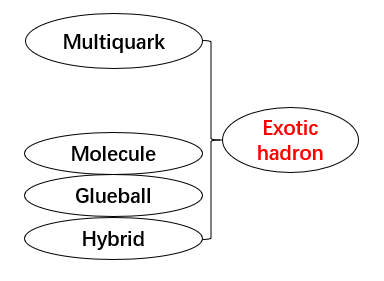 Multiquark
Exotic
hadron
Molecule
Glueball
Hybrid